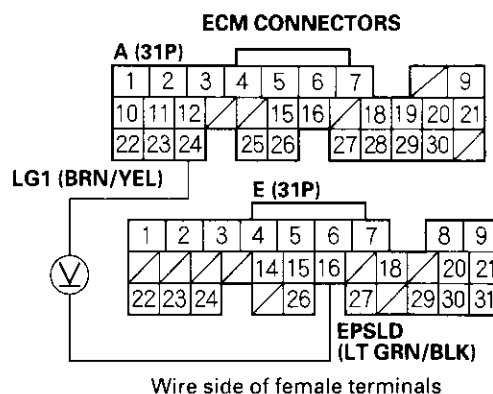 ECM CONNECTORS
A (31P)
1 2 3 4 5 6 7 9
10 11 12 15 16 18 19 20 21
22 23 24 25 26 27 28 29 30
LG1 (BRN/YEL)
E (31P)
1 2 3 4 5 6 7 8 9
14 15 16 18 20 21
22 23 24 26 27 29 30 31
V
EPSLD
(LT GRN/BLK)
Wire side of female terminals